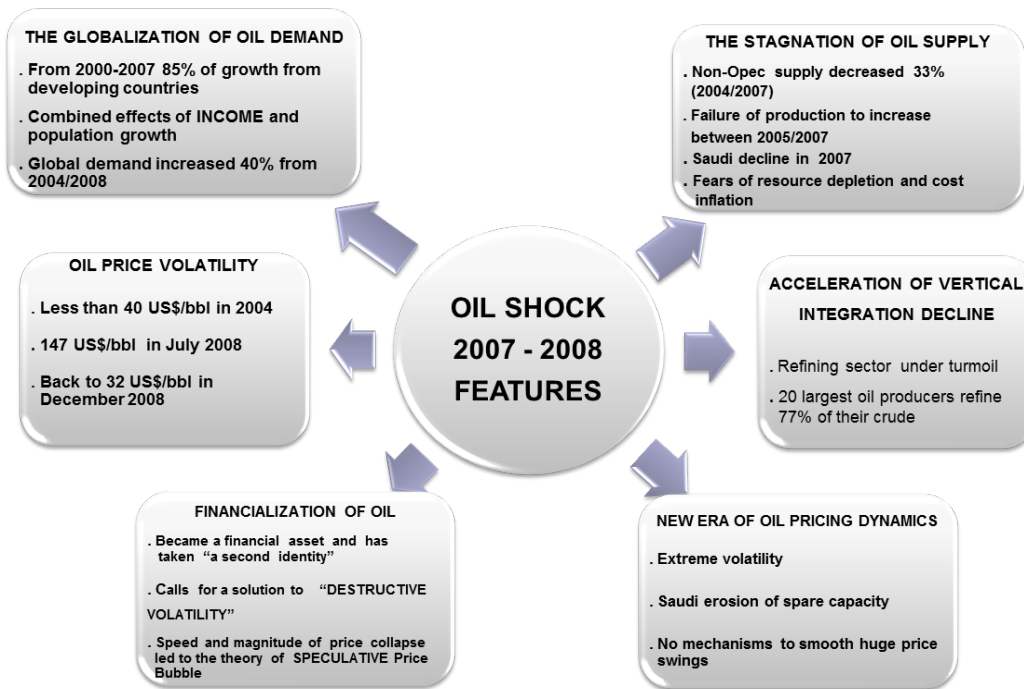 THE GLOBALIZATION OF OIL DEMAND
. From 2000-2007 85% of growth from
developing countries
. Combined effects of INCOME and
population growth
. Global demand increased 40% from
2004/2008
THE STAGNATION OF OIL SUPPLY
. Non-Opec supply decreased 33%
(2004/2007)
. Failure of production to increase
between 2005/2007
. Saudi decline in 2007
. Fears of resource depletion and cost
inflation
OIL PRICE VOLATILITY
. Less than 40 US$/bbl in 2004
. 147 US$/bbl in July 2008
. Back to 32 US$/bbl in
December 2008
OIL SHOCK
2007 - 2008
FEATURES
ACCELERATION OF VERTICAL
INTEGRATION DECLINE
. Refining sector under turmoil
. 20 largest oil producers refine
77% of their crude
FINANCIALIZATION OF OIL
. Became a financial asset and has
taken “a second identity”
. Calls for a solution to “DESTRUCTIVE
VOLATILITY”
. Speed and magnitude of price collapse
led to the theory of SPECULATIVE Price
Bubble
NEW ERA OF OIL PRICING DYNAMICS
. Extreme volatility
. Saudi erosion of spare capacity
. No mechanisms to smooth huge price
swings